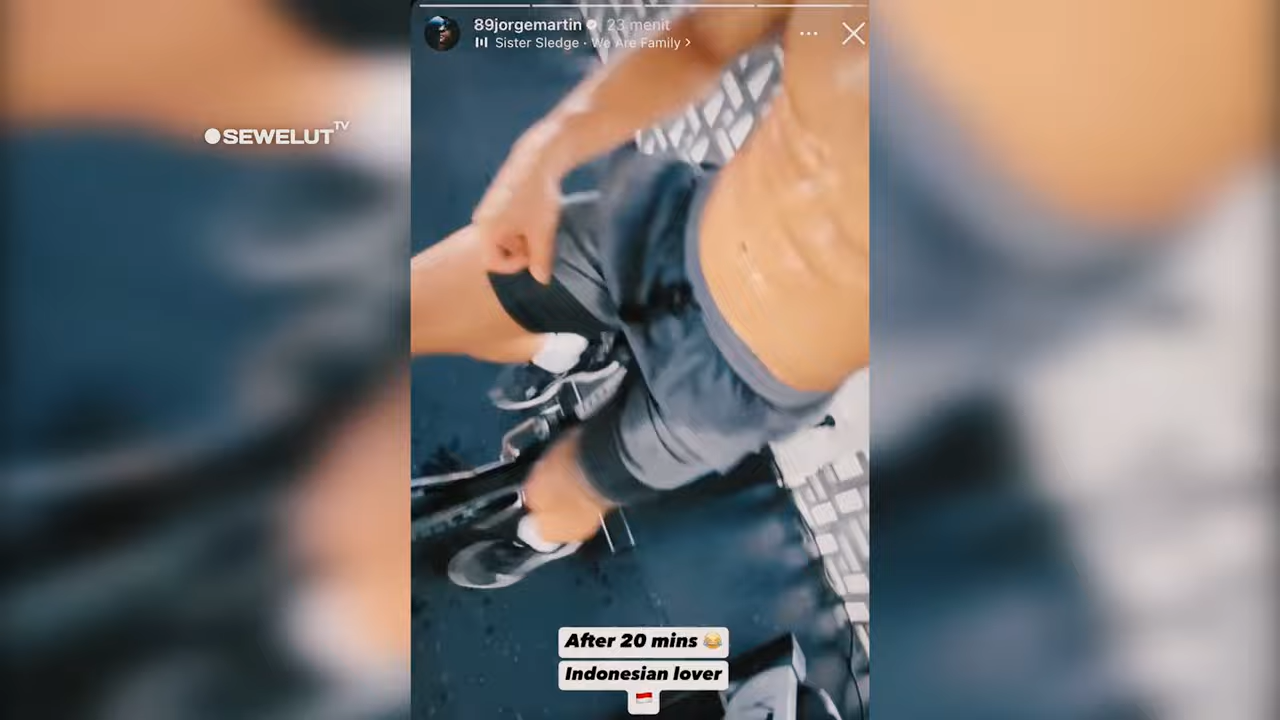 89jorgemartin 23 menit
Sister Sledge · We Are Family >
SEWELUT TV
After 20 mins 😂
Indonesian lover
🇮🇩